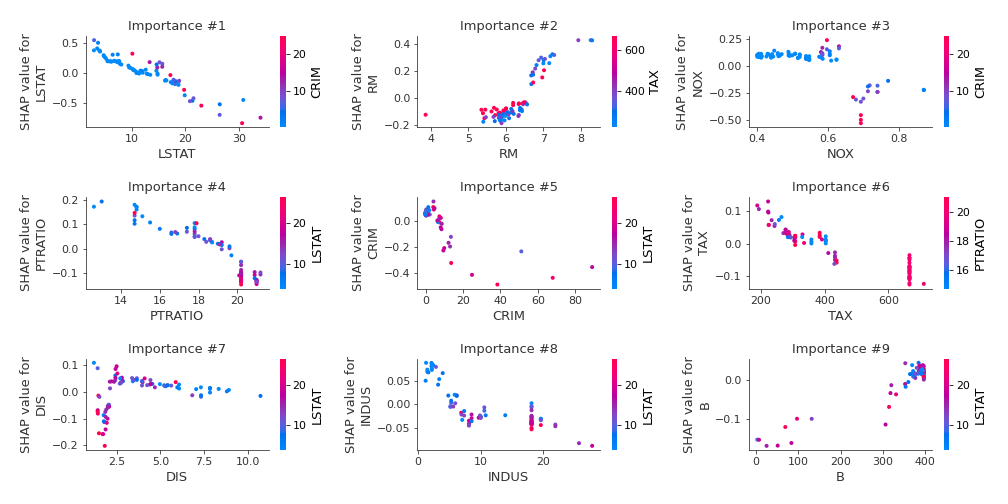 Importance #1
SHAP value for
LSTAT
0.5
0.0
−0.5
10
20
30
LSTAT
20
10
CRIM
Importance #2
SHAP value for
RM
0.4
0.2
0.0
−0.2
4
5
6
7
8
RM
600
400
TAX
Importance #3
SHAP value for
NOX
0.25
0.00
−0.25
−0.50
0.4
0.6
0.8
NOX
20
10
CRIM
Importance #4
SHAP value for
PTRATIO
0.2
0.1
0.0
−0.1
14
16
18
20
PTRATIO
20
10
LSTAT
Importance #5
SHAP value for
CRIM
0.0
−0.2
−0.4
0
20
40
60
80
CRIM
20
10
LSTAT
Importance #6
SHAP value for
TAX
0.1
0.0
−0.1
200
400
600
TAX
20
18
16
PTRATIO
Importance #7
SHAP value for
DIS
0.1
0.0
−0.1
−0.2
2.5
5.0
7.5
10.0
DIS
20
10
LSTAT
Importance #8
SHAP value for
INDUS
0.05
0.00
−0.05
0
10
20
INDUS
20
10
LSTAT
Importance #9
SHAP value for
B
0.0
−0.1
0
100
200
300
400
B
20
10
LSTAT